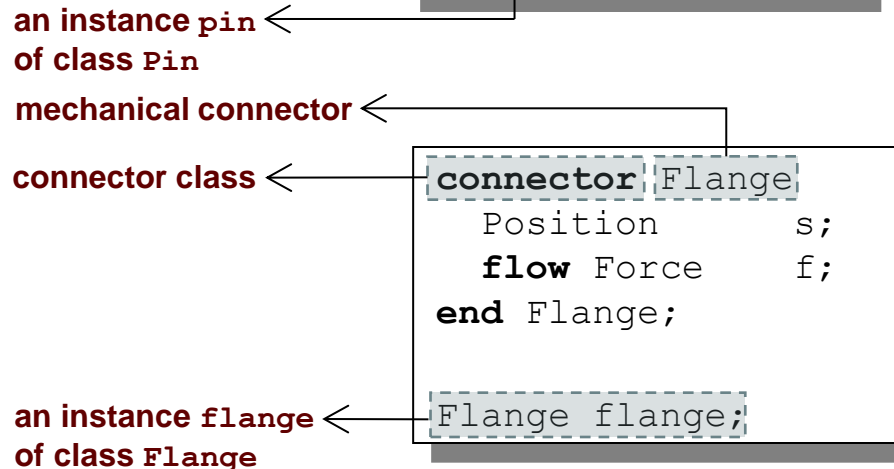 an instance pin
of class Pin
mechanical connector
connector class
connector Flange
Position s;
flow Force f;
end Flange;
an instance flange
of class Flange
Flange flange;